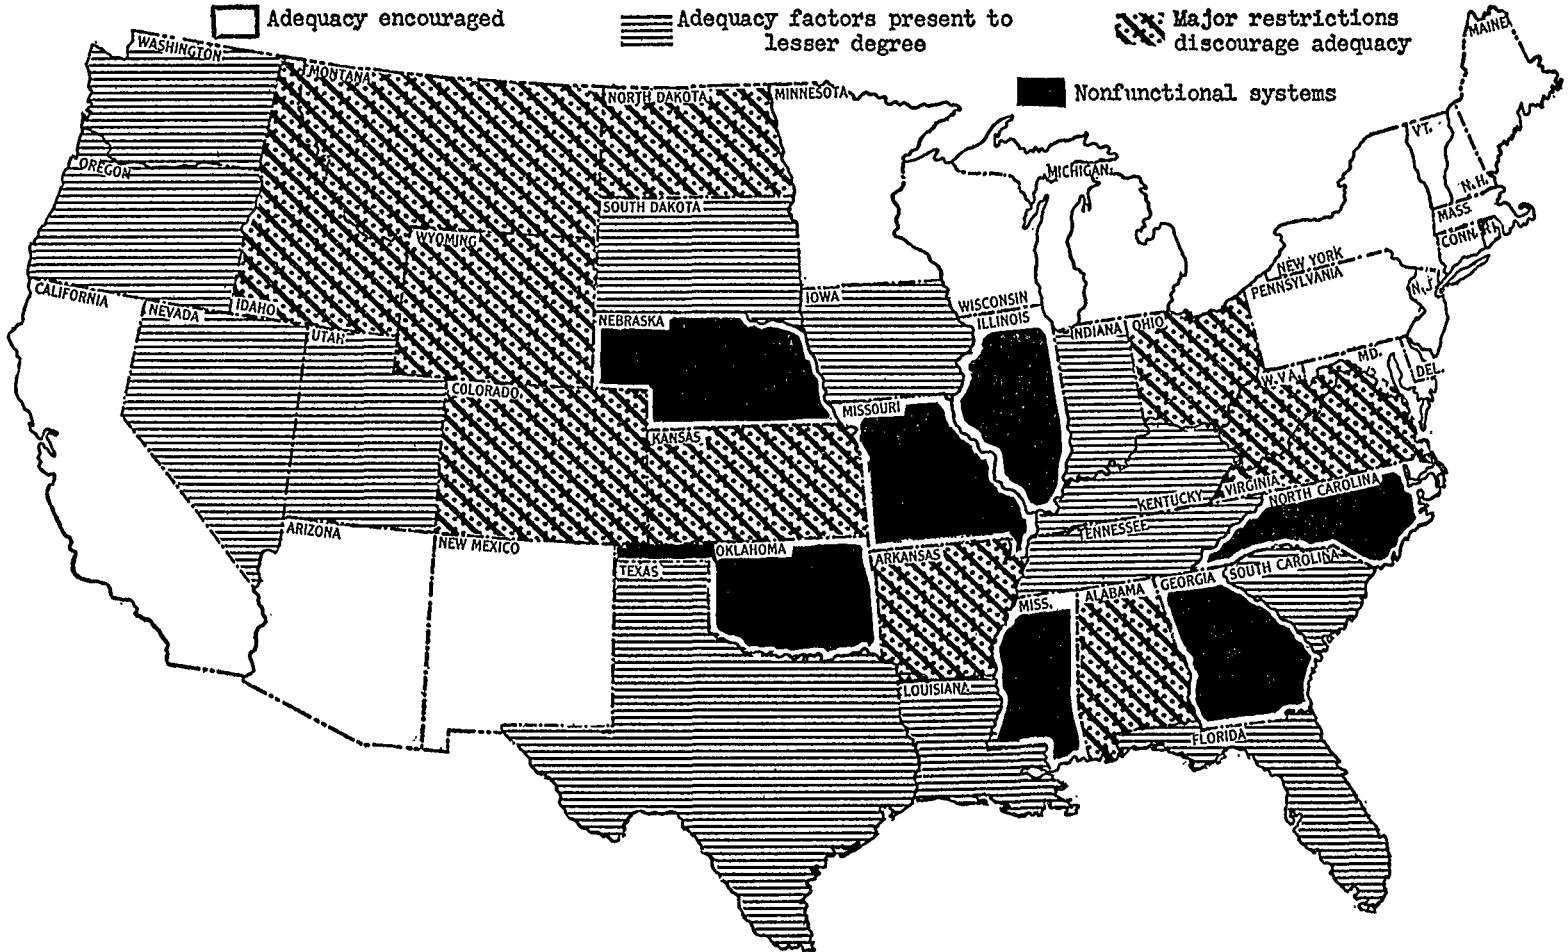 Adequacy encouraged
Adequacy factors present to
lesser degree
Major restrictions
discourage adequacy
Nonfunctional systems
WASHINGTON
MONTANA
NORTH DAKOTA
MINNESOTA
MAINE
VT.
N.H.
MASS
CONN.
R.I.
OREGON
MICHIGAN
SOUTH DAKOTA
WYOMING
NEW YORK
PENNSYLVANIA
N.J.
CALIFORNIA
NEVADA
IDAHO
UTAH
NEBRASKA
IOWA
WISCONSIN
ILLINOIS
INDIANA
OHIO
W.VA.
MD.
DEL.
COLORADO
KANSAS
MISSOURI
KENTUCKY
VIRGINIA
NORTH CAROLINA
TENNESSEE
ARIZONA
NEW MEXICO
TEXAS
OKLAHOMA
ARKANSAS
MISS.
ALABAMA
GEORGIA
SOUTH CAROLINA
LOUISIANA
FLORIDA